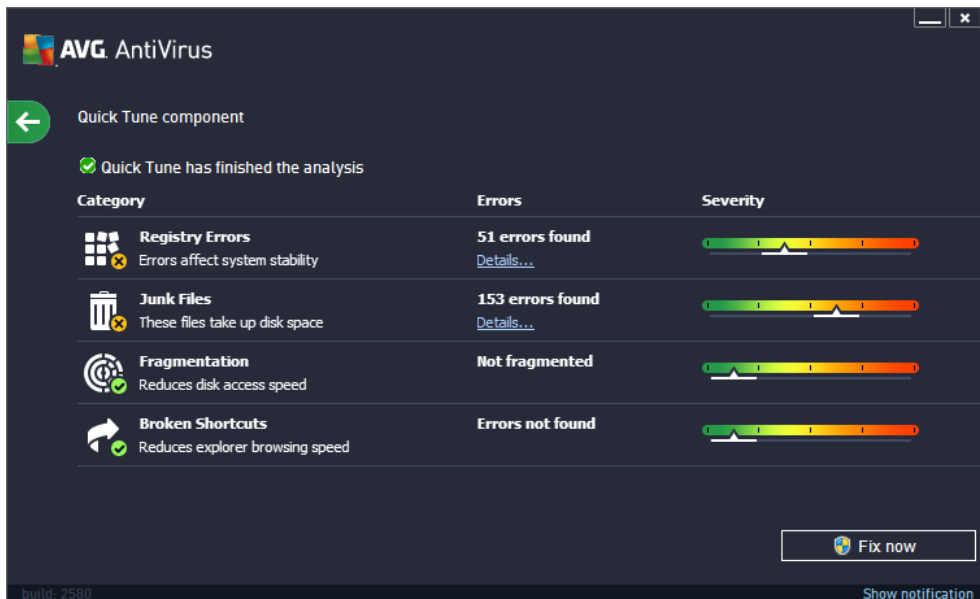 AVG. AntiVirus
Quick Tune component
Quick Tune has finished the analysis
Category Errors Severity
Registry Errors 51 errors found
Errors affect system stability Details...
Junk Files 153 errors found
These files take up disk space Details...
Fragmentation Not fragmented
Reduces disk access speed
Broken Shortcuts Errors not found
Reduces explorer browsing speed
Fix now
build: 2580 Show notification